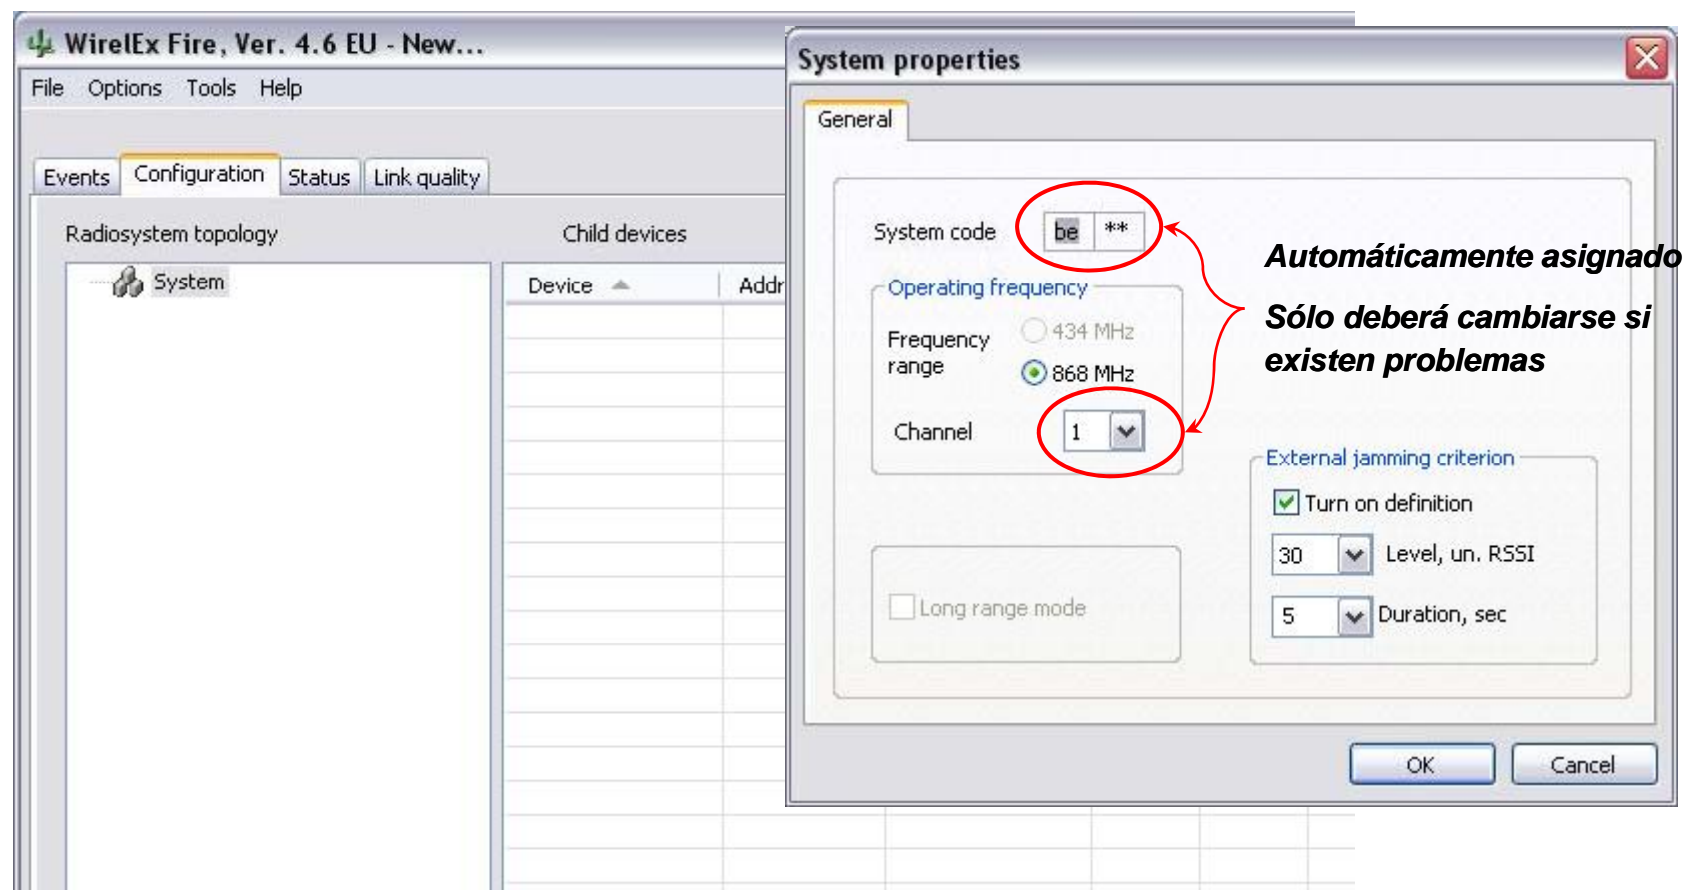 WirelEx Fire, Ver. 4.6 EU - New...
File Options Tools Help
Events Configuration Status Link quality
Radiosystem topology
Child devices
System
Device
Addr
System properties
General
System code be **
Operating frequency
Frequency
range
434 MHz
868 MHz
Channel 1
Long range mode
Automáticamente asignado
Sólo deberá cambiarse si
existen problemas
External jamming criterion
Turn on definition
30 Level, un. RSSI
5 Duration, sec
OK Cancel